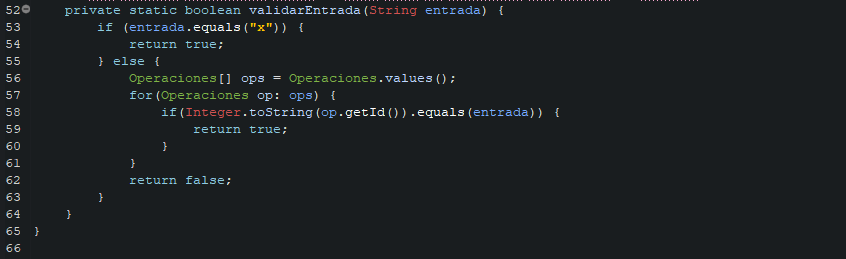 52    private static boolean validarEntrada(String entrada) {
53        if (entrada.equals("x")) {
54            return true;
55        } else {
56            Operaciones[] ops = Operaciones.values();
57            for(Operaciones op: ops) {
58                if(Integer.toString(op.getId()).equals(entrada)) {
59                    return true;
60                }
61            }
62            return false;
63        }
64    }
65 }
66